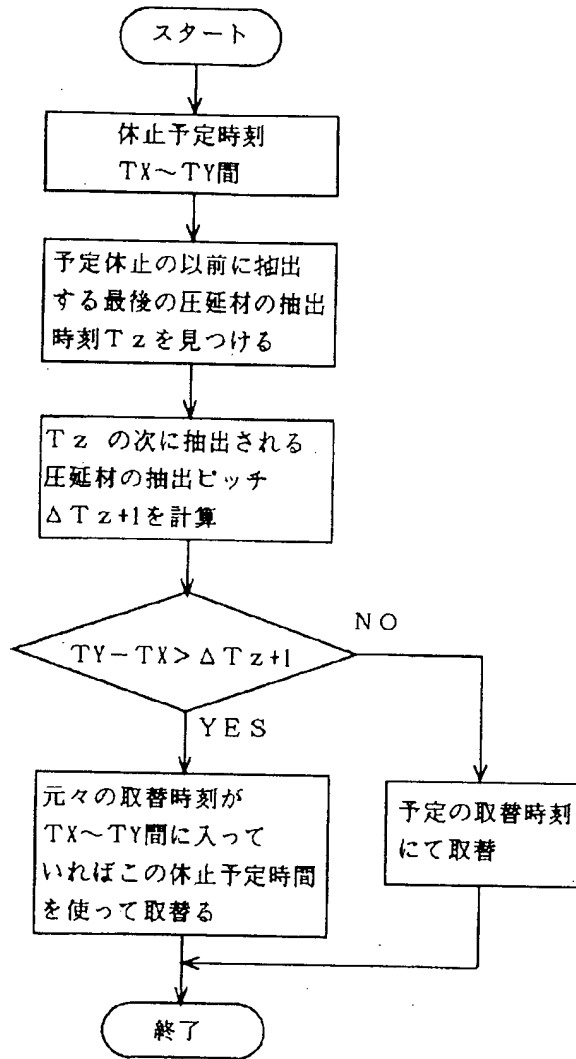 スタート
休止予定時刻
TX～TY間
予定休止の以前に抽出
する最後の圧延材の抽出
時刻Tzを見つける
Tz の次に抽出される
圧延材の抽出ピッチ
ΔTz+1を計算
TY－TX＞ΔTz+1
NO
YES
元々の取替時刻が
TX～TY間に入って
いればこの休止予定時間
を使って取替る
予定の取替時刻
にて取替
終了